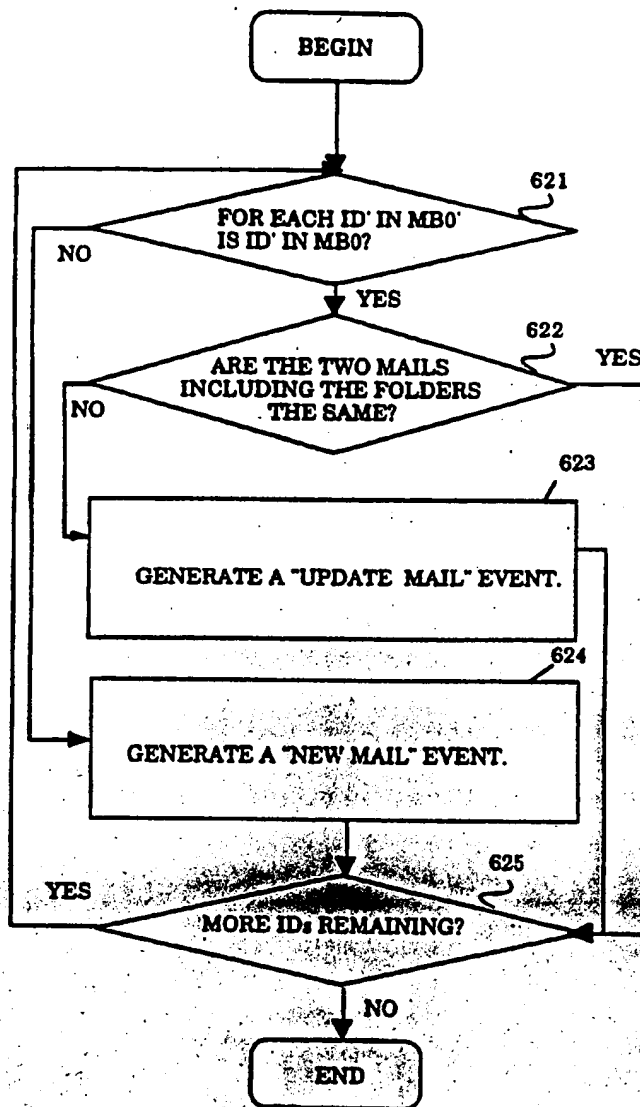 BEGIN
621
FOR EACH ID' IN MB0'
IS ID' IN MB0?
NO
YES
622
YES
ARE THE TWO MAILS
INCLUDING THE FOLDERS
THE SAME?
NO
623
GENERATE A "UPDATE MAIL" EVENT.
624
GENERATE A "NEW MAIL" EVENT.
625
YES
MORE IDs REMAINING?
NO
END